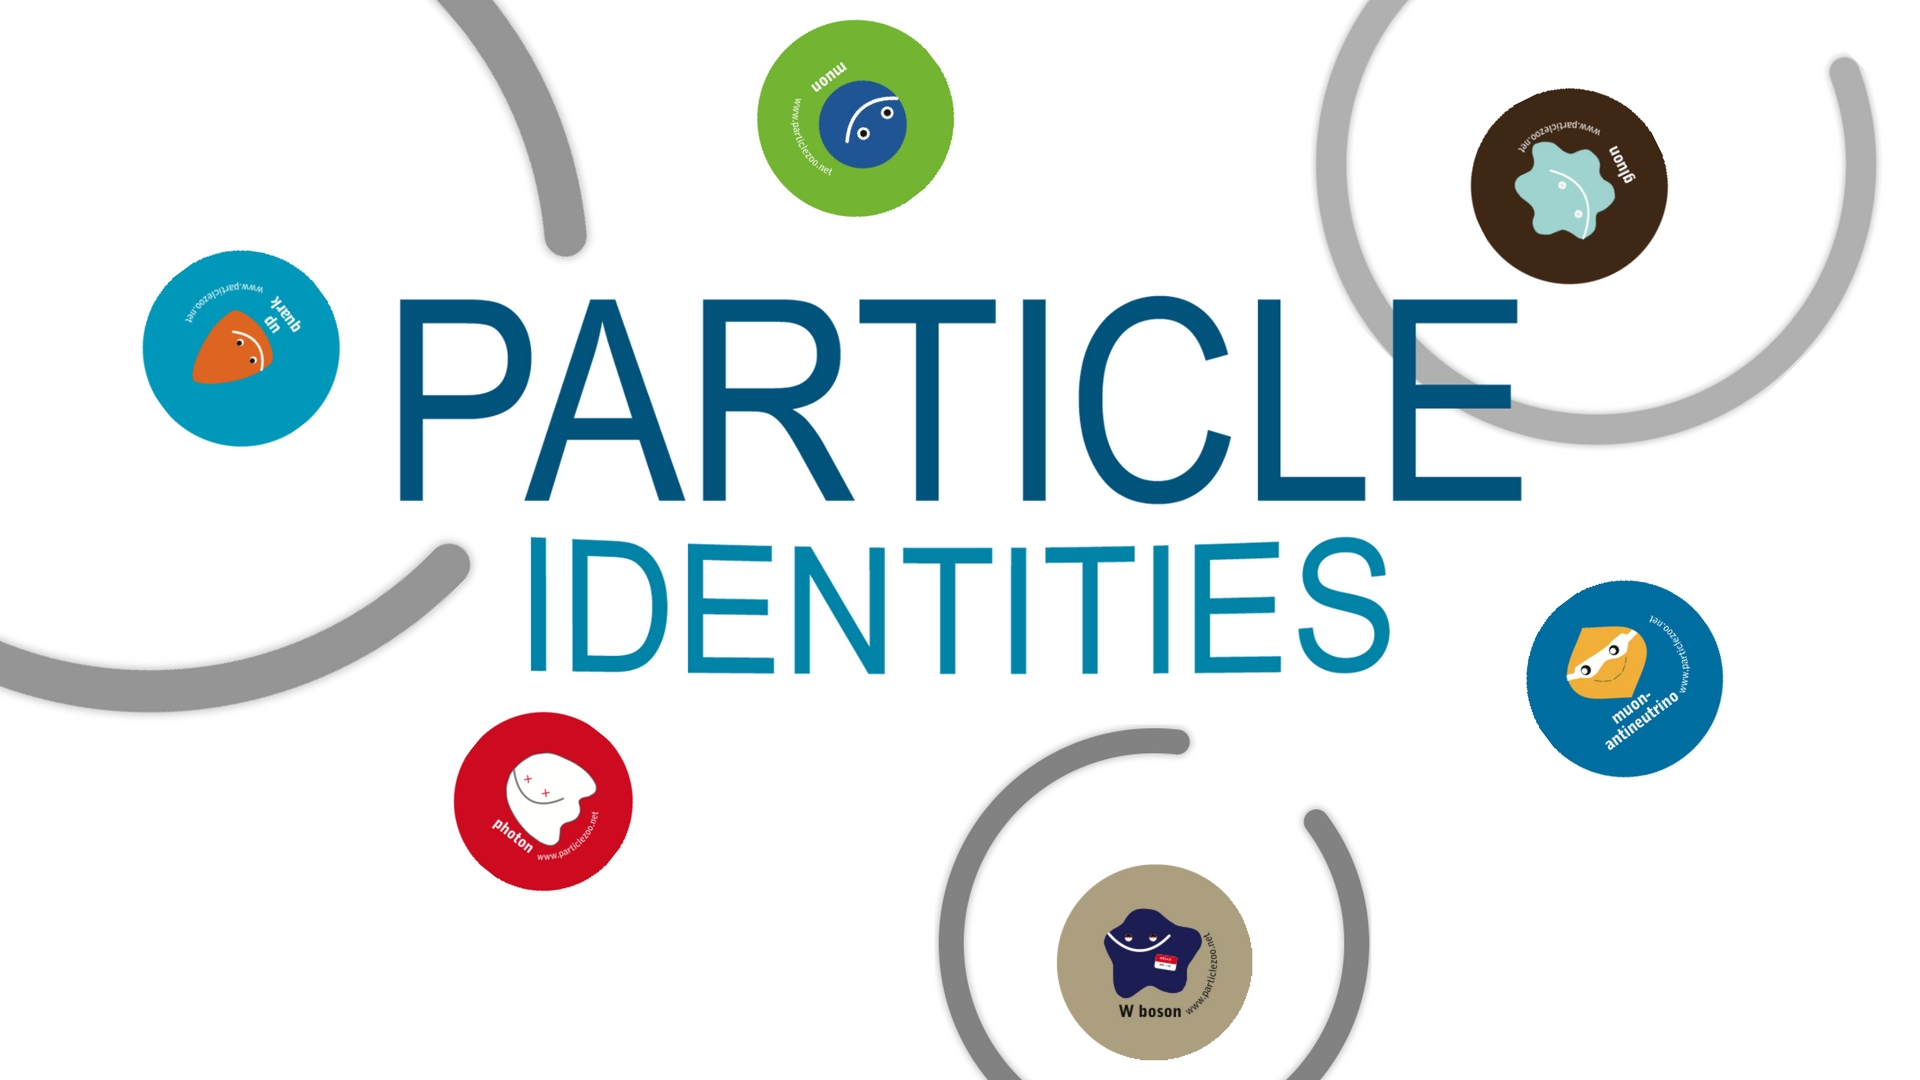 muon
www.particlezoo.net
gluon
www.particlezoo.net
up
quark
www.particlezoo.net
PARTICLE
IDENTITIES
muon-
antineutrino
www.particlezoo.net
photon
www.particlezoo.net
W boson
www.particlezoo.net